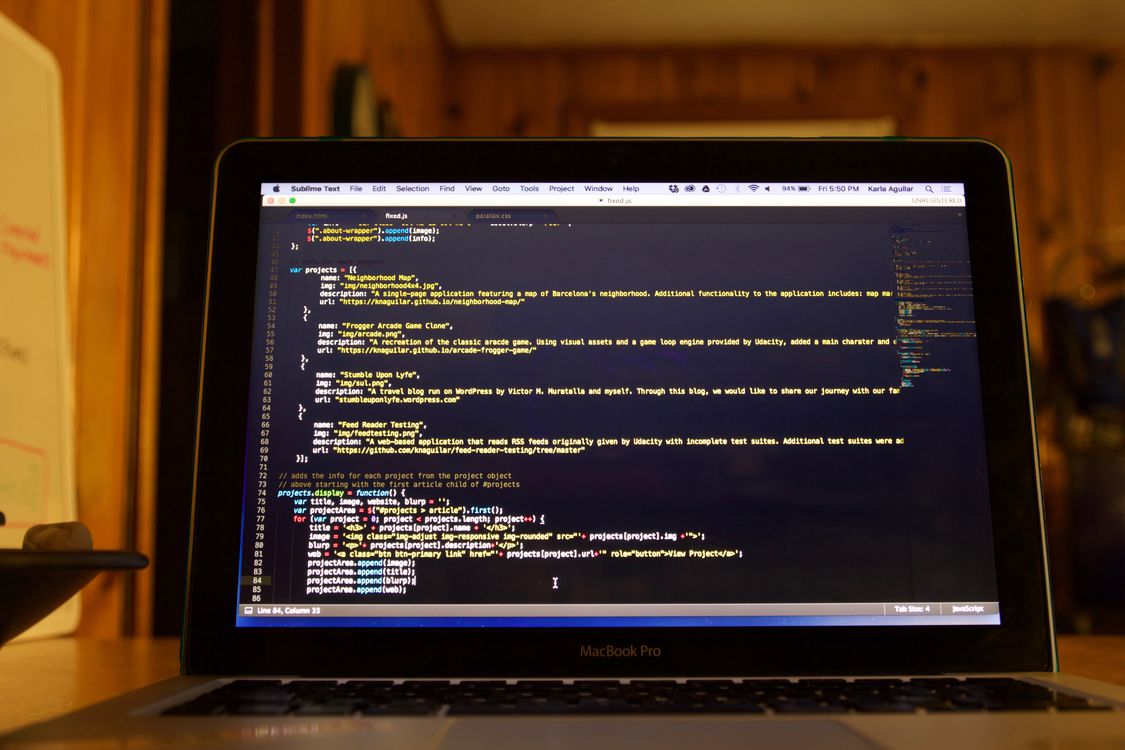 Sublime Text File Edit Selection Find View Goto Tools Project Window Help 94% Fri 5:50 PM Karla Aguilar
fixed.js UNREGISTERED
index.html fixed.js parallax.css
$(".about-wrapper").append(image);
$(".about-wrapper").append(info);
};
46 // info for each project
47 var projects = [{
48 name: "Neighborhood Map",
49 img: "img/neighborhood4x4.jpg",
50 description: "A single-page application featuring a map of Barcelona's neighborhood. Additional functionality to the application includes: map
51 url: "https://knaguilar.github.io/neighborhood-map/"
52 },
53 {
54 name: "Frogger Arcade Game Clone",
55 img: "img/arcade.png",
56 description: "A recreation of the classic aracde game. Using visual assets and a game loop engine provided by Udacity, added a main charater and
57 url: "https://knaguilar.github.io/arcade-frogger-game/"
58 },
59 {
60 name: "Stumble Upon Lyfe",
61 img: "img/sul.png",
62 description: "A travel blog run on WordPress by Victor M. Muratalla and myself. Through this blog, we would like to share our journey with our
63 url: "stumbleuponlyfe.wordpress.com"
64 },
65 {
66 name: "Feed Reader Testing",
67 img: "img/feedtesting.png",
68 description: "A web-based application that reads RSS feeds originally given by Udacity with incomplete test suites. Additional test suites were
69 url: "https://github.com/knaguilar/feed-reader-testing/tree/master"
70 }];
71
72 // adds the info for each project from the project object
73 // above starting with the first article child of #projects
74 projects.display = function() {
75 var title, image, website, blurp = '';
76 var projectArea = $("#projects > article").first();
77 for (var project = 0; project < projects.length; project++) {
78 title = '<h3>' + projects[project].name + '</h3>';
79 image = '<img class="img-adjust img-responsive img-rounded" src="'+ projects[project].img +'">';
80 blurp = '<p>'+ projects[project].description+'</p>';
81 web = '<a class="btn btn-primary link" href="'+ projects[project].url+'" role="button">View Project</a>';
82 projectArea.append(image);
83 projectArea.append(title);
84 projectArea.append(blurp);
85 projectArea.append(web);
86
Line 84, Column 35 Tab Size: 4 JavaScript
MacBook Pro